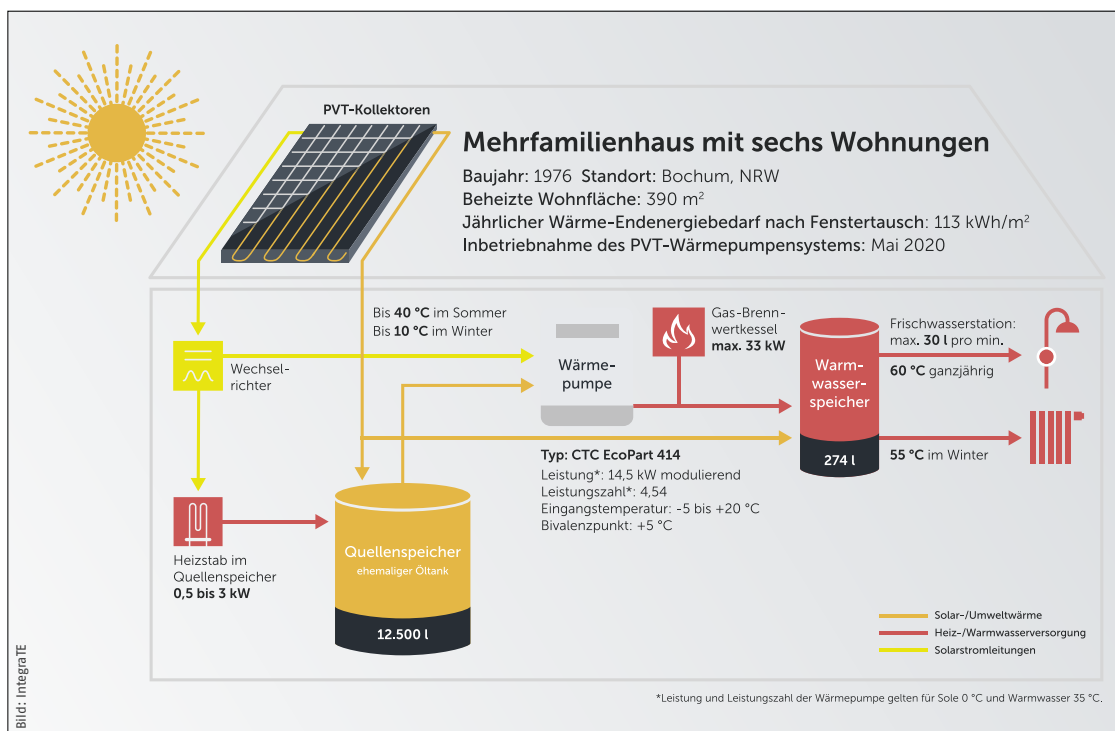 PVT-Kollektoren
Mehrfamilienhaus mit sechs Wohnungen
Baujahr: 1976 Standort: Bochum, NRW
Beheizte Wohnfläche: 390 m²
Jährlicher Wärme-Endenergiebedarf nach Fenstertausch: 113 kWh/m²
Inbetriebnahme des PVT-Wärmepumpensystems: Mai 2020
Bis 40 °C im Sommer
Bis 10 °C im Winter
Wechsel-
richter
Wärme-
pumpe
Gas-Brenn-
wertkessel
max. 33 kW
Warm-
wasser-
speicher
274 l
Frischwasserstation:
max. 30 l pro min.
60 °C ganzjährig
55 °C im Winter
Typ: CTC EcoPart 414
Leistung*: 14,5 kW modulierend
Leistungszahl*: 4,54
Eingangstemperatur: -5 bis +20 °C
Bivalenzpunkt: +5 °C
Heizstab im
Quellenspeicher
0,5 bis 3 kW
Quellenspeicher
ehemaliger Öltank
12.500 l
Solar-/Umweltwärme
Heiz-/Warmwasserversorgung
Solarstromleitungen
*Leistung und Leistungszahl der Wärmepumpe gelten für Sole 0 °C und Warmwasser 35 °C.
Bild: IntegraTE